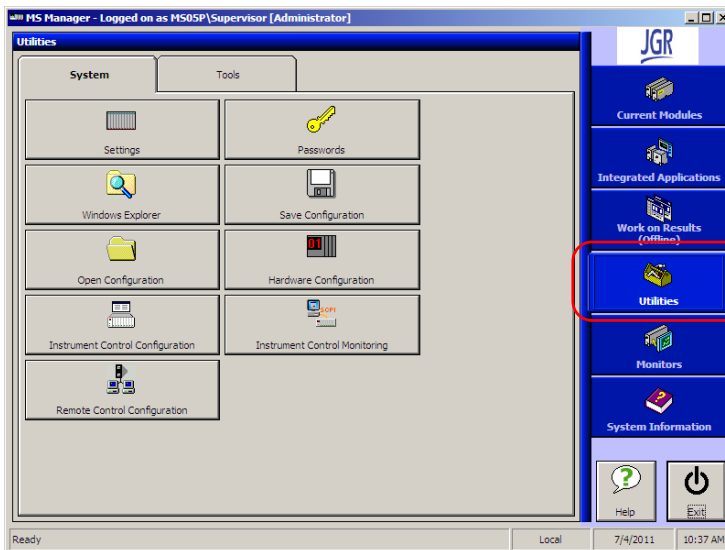 MS Manager - Logged on as MS05P\Supervisor [Administrator]
Utilities
System
Tools
Settings
Passwords
Windows Explorer
Save Configuration
Open Configuration
01
Hardware Configuration
Instrument Control Configuration
SCPI
Instrument Control Monitoring
Remote Control Configuration
JGR
Current Modules
Integrated Applications
Work on Results
(Offline)
Utilities
Monitors
System Information
Help
Exit
Ready
Local
7/4/2011
10:37 AM